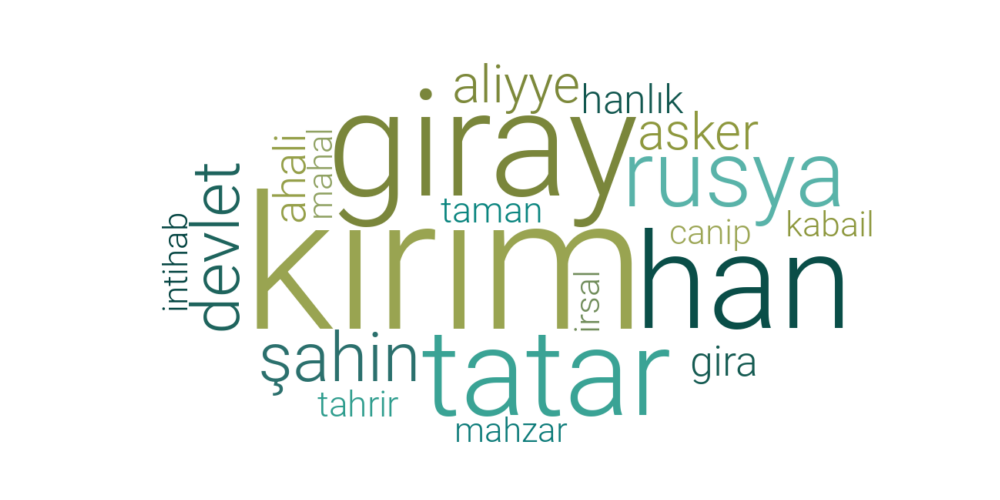 aliyye
hanlık
giray
asker
ahali
mahal
rusya
devlet
intihab
taman
kırım
canip
kabail
han
irsal
şahin
tatar
gira
tahrir
mahzar